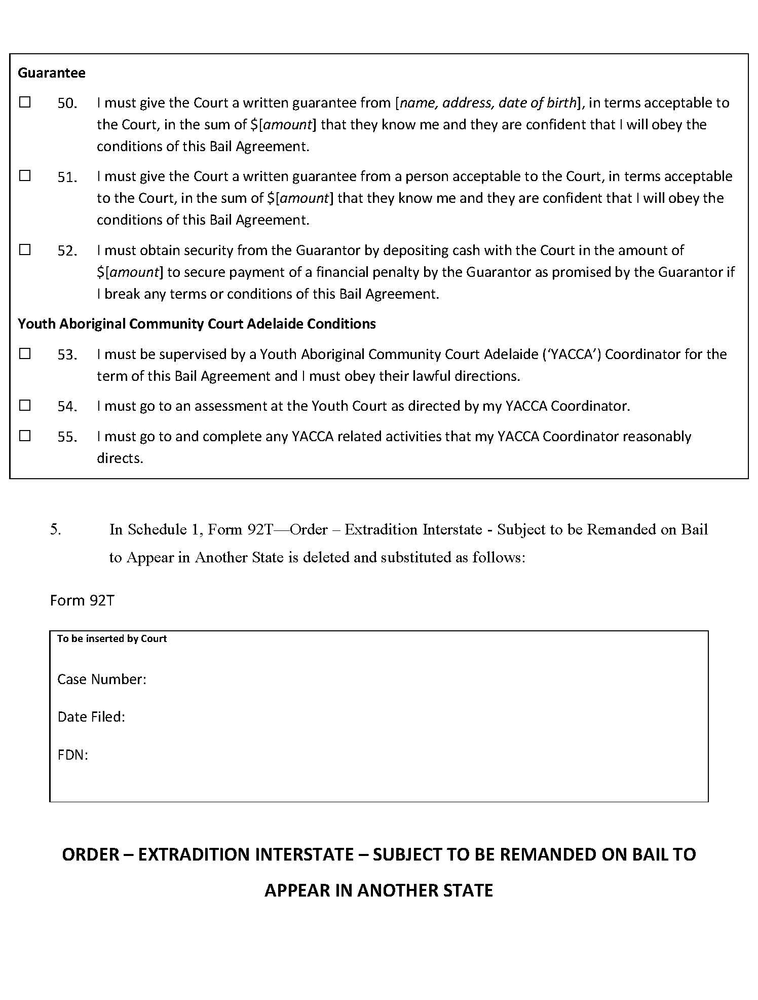 Guarantee
☐ 50. I must give the Court a written guarantee from [name, address, date of birth], in terms acceptable to
the Court, in the sum of $[amount] that they know me and they are confident that I will obey the
conditions of this Bail Agreement.
☐ 51. I must give the Court a written guarantee from a person acceptable to the Court, in terms acceptable
to the Court, in the sum of $[amount] that they know me and they are confident that I will obey the
conditions of this Bail Agreement.
☐ 52. I must obtain security from the Guarantor by depositing cash with the Court in the amount of
$[amount] to secure payment of a financial penalty by the Guarantor as promised by the Guarantor if
I break any terms or conditions of this Bail Agreement.
Youth Aboriginal Community Court Adelaide Conditions
☐ 53. I must be supervised by a Youth Aboriginal Community Court Adelaide (‘YACCA’) Coordinator for the
term of this Bail Agreement and I must obey their lawful directions.
☐ 54. I must go to an assessment at the Youth Court as directed by my YACCA Coordinator.
☐ 55. I must go to and complete any YACCA related activities that my YACCA Coordinator reasonably
directs.
5. In Schedule 1, Form 92T—Order – Extradition Interstate - Subject to be Remanded on Bail
to Appear in Another State is deleted and substituted as follows:
Form 92T
To be inserted by Court
Case Number:
Date Filed:
FDN:
ORDER – EXTRADITION INTERSTATE – SUBJECT TO BE REMANDED ON BAIL TO
APPEAR IN ANOTHER STATE